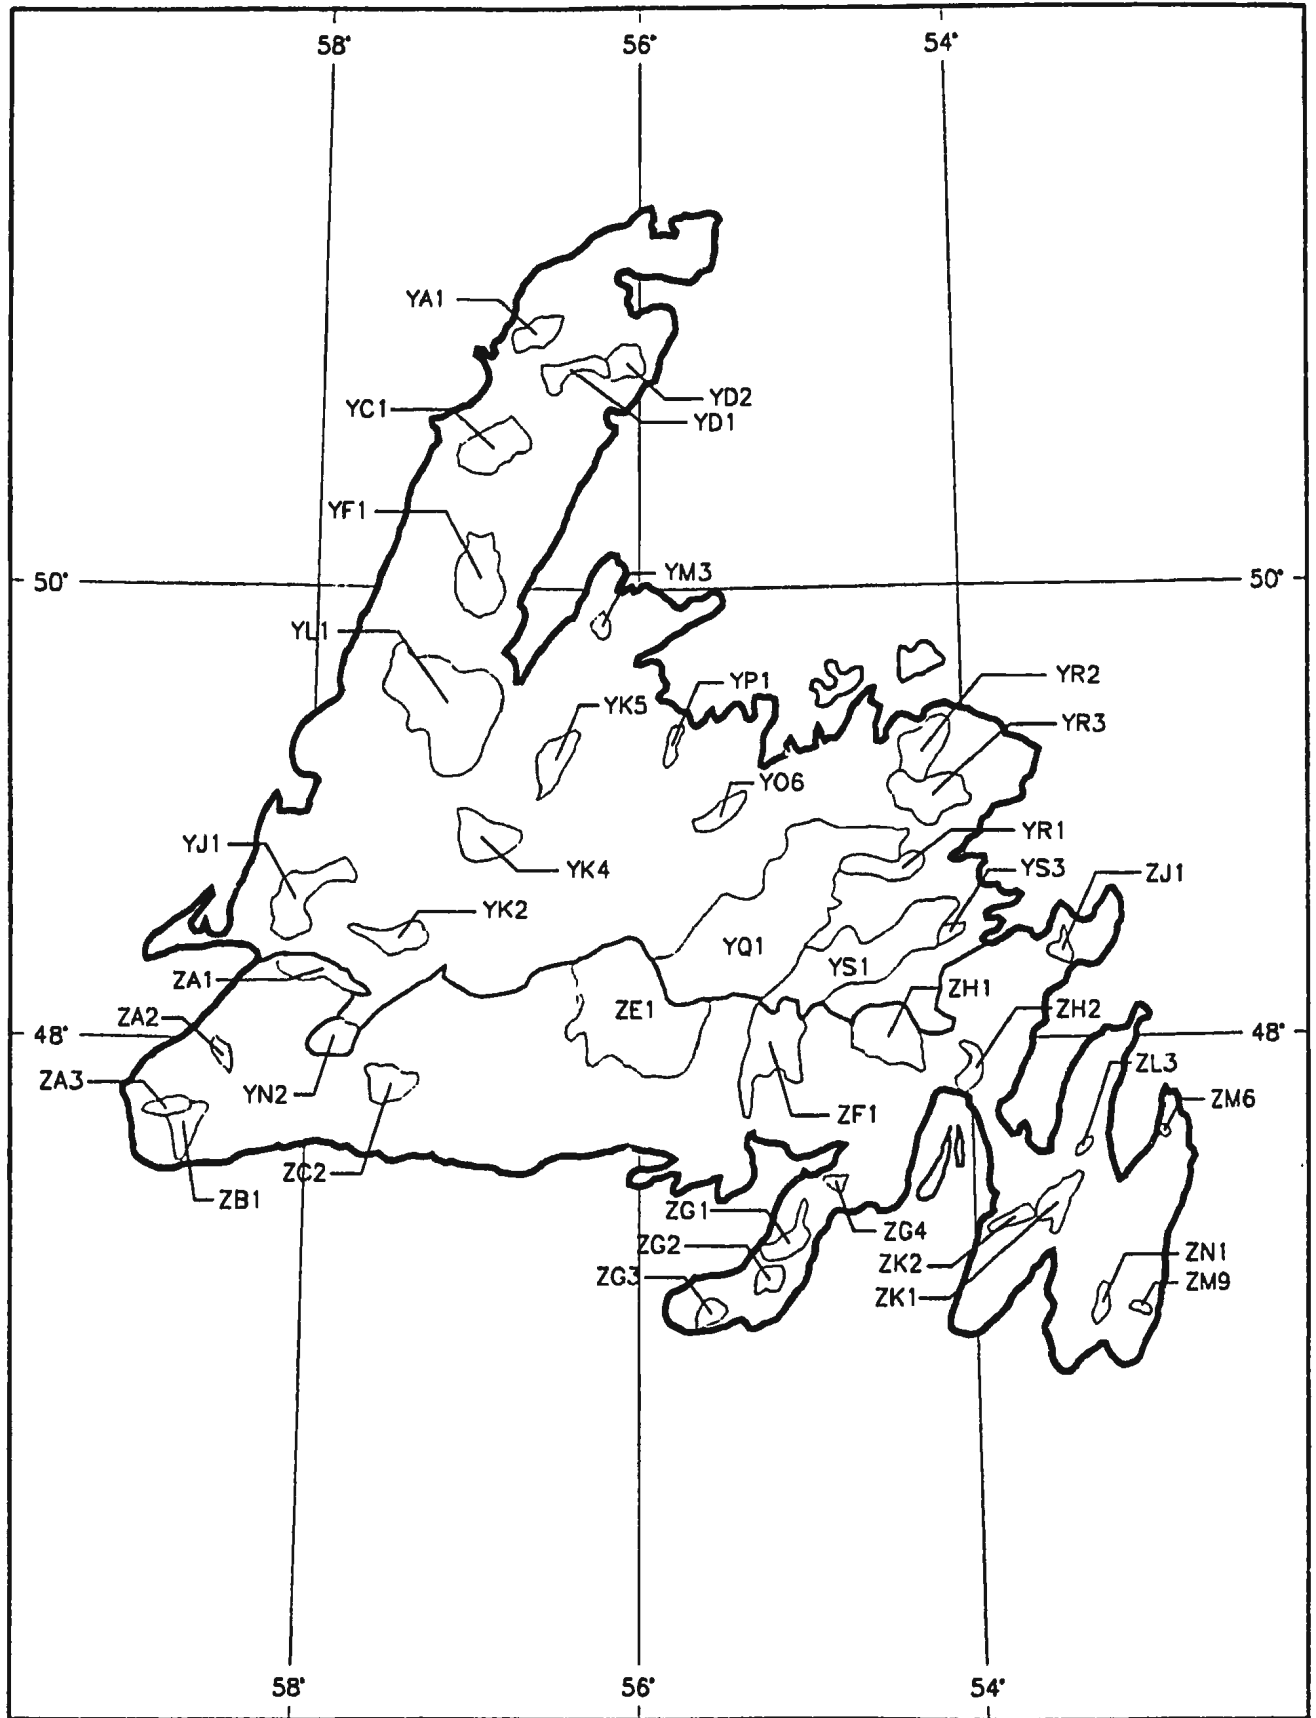 58° 56° 54°
YA1
YD2
YC1
YD1
YF1
YM3
50° 50°
YL1
YR2
YP1
YK5
YR3
YO6
YR1
YJ1
YK4
YS3
ZJ1
YK2
YQ1
YS1
ZA1
ZH1
ZE1
ZH2
ZA2
48° 48°
ZL3
ZA3
YN2
ZM6
ZF1
ZC2
ZB1
ZG1
ZG4
ZG2
ZN1
ZK2
ZG3
ZM9
ZK1
58° 56° 54°